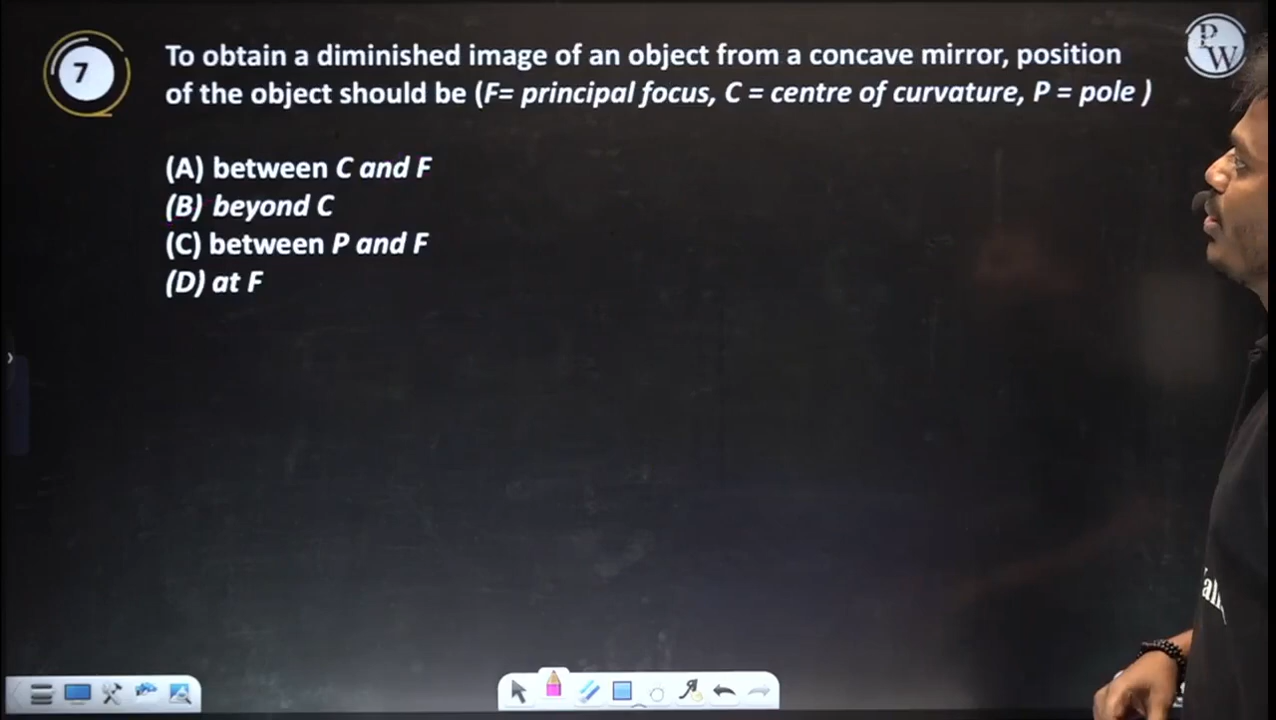 7
To obtain a diminished image of an object from a concave mirror, position
of the object should be (F= principal focus, C = centre of curvature, P = pole )
(A) between C and F
(B) beyond C
(C) between P and F
(D) at F
P
W